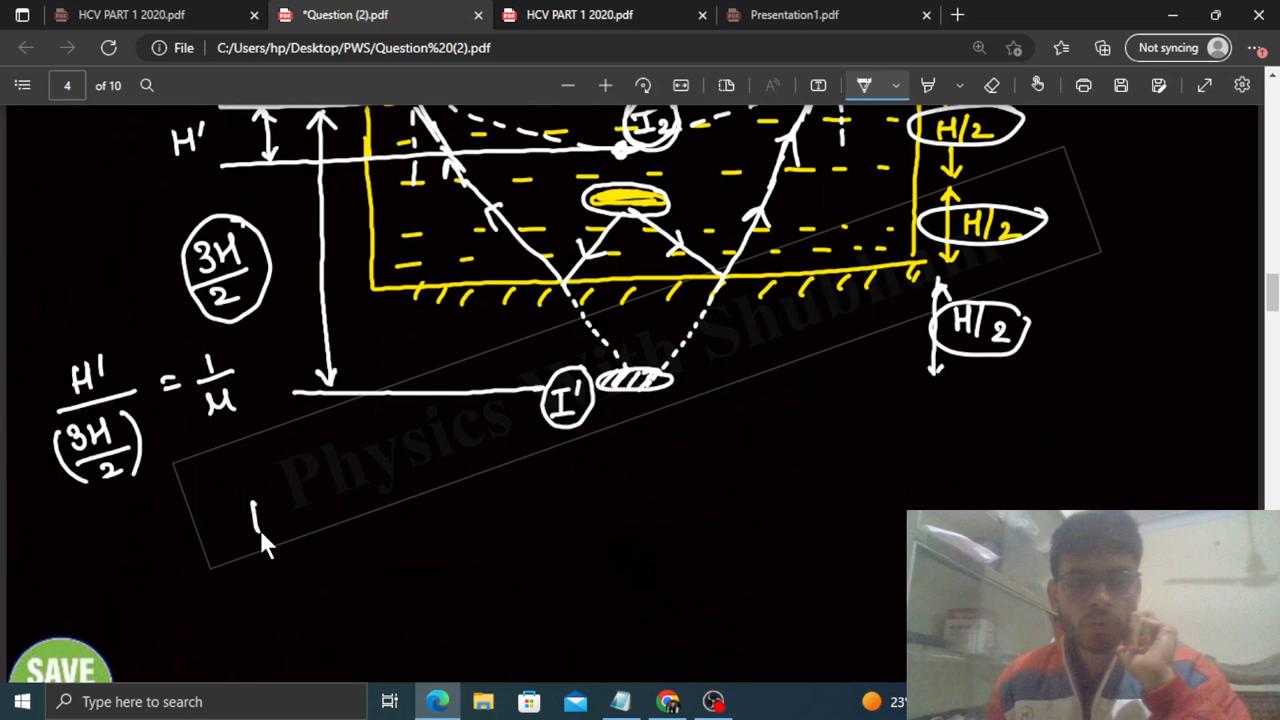 HCV PART 1 2020.pdf
*Question (2).pdf
HCV PART 1 2020.pdf
Presentation1.pdf
File
C:/Users/hp/Desktop/PWS/Question%20(2).pdf
Not syncing
4 of 10
H'
I₂
H/2
3H/2
H/2
H/2
I'
H'/(3H/2) = 1/μ
Physics With Shubham
SAVE
Type here to search
23°